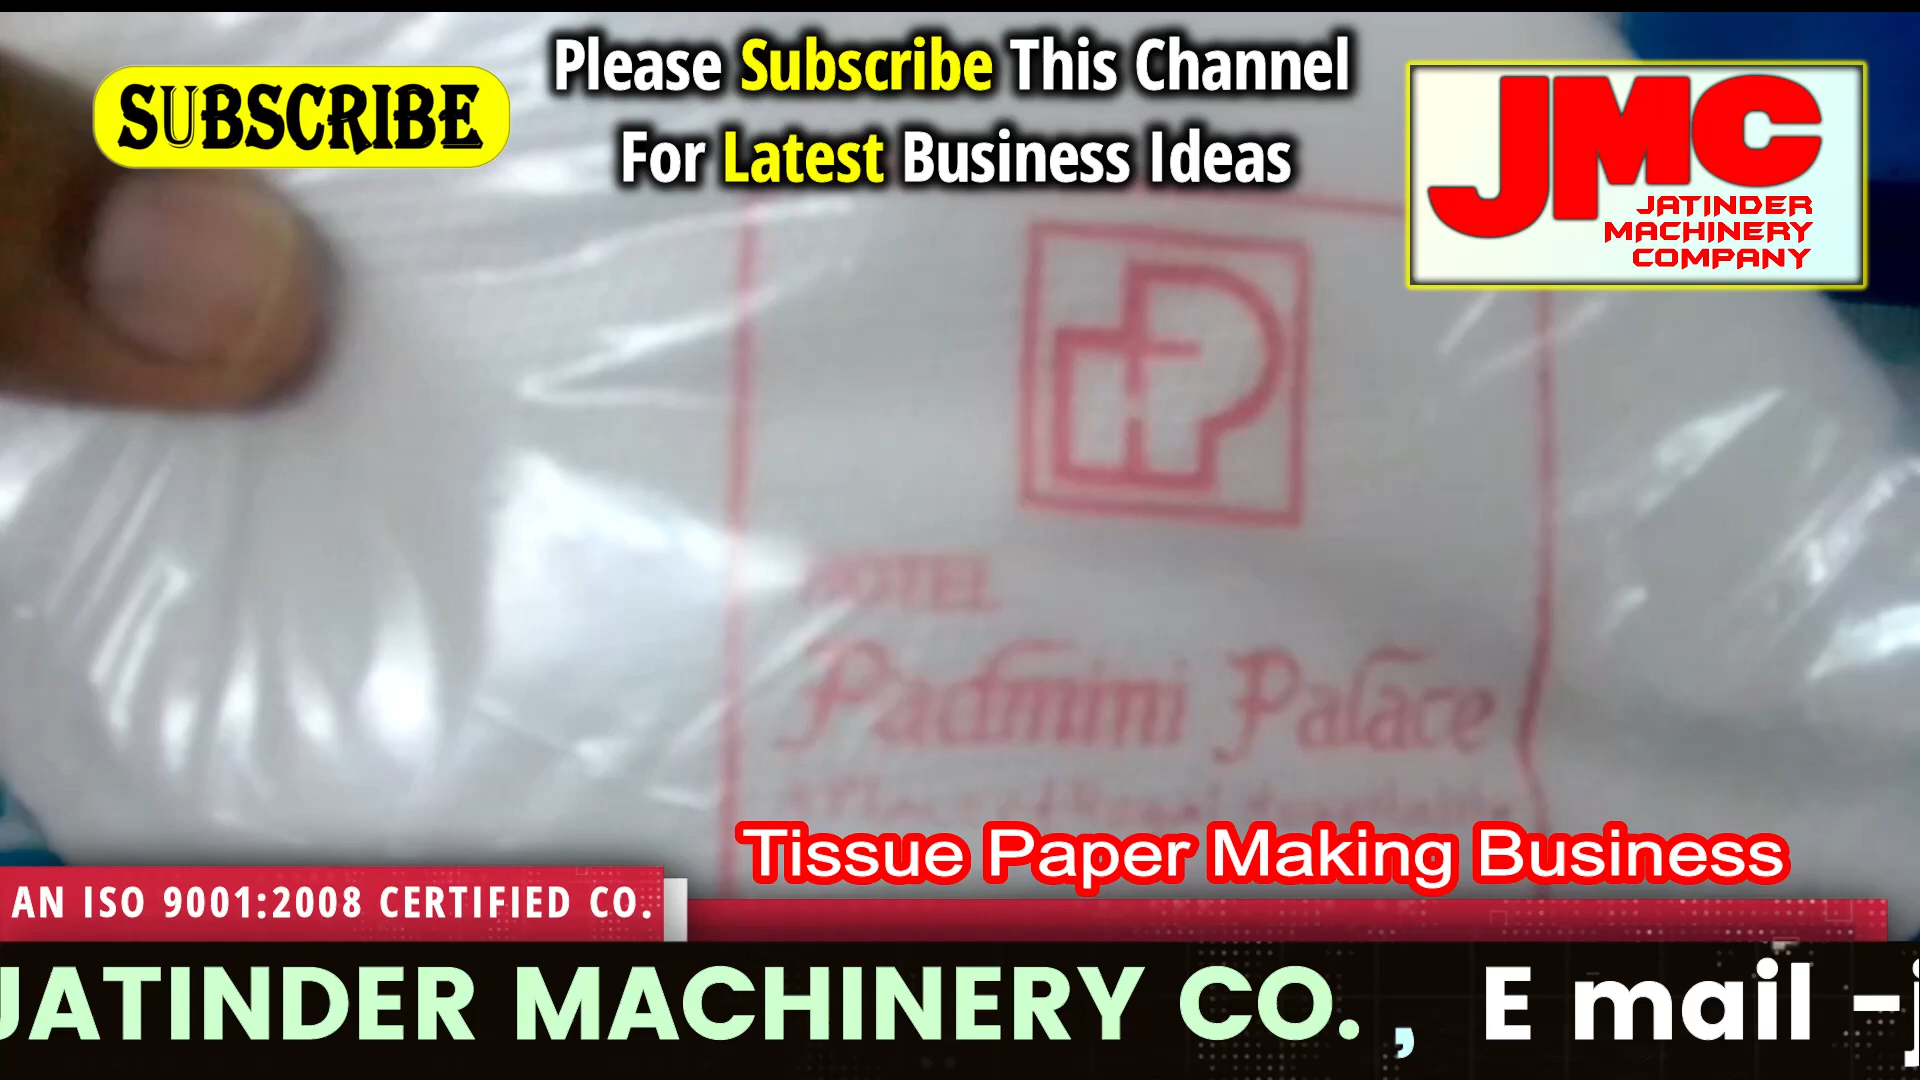 SUBSCRIBE
Please Subscribe This Channel
For Latest Business Ideas
JMC
JATINDER
MACHINERY
COMPANY
HOTEL
Padmini Palace
Tissue Paper Making Business
AN ISO 9001:2008 CERTIFIED CO.
JATINDER MACHINERY CO. , E mail -j